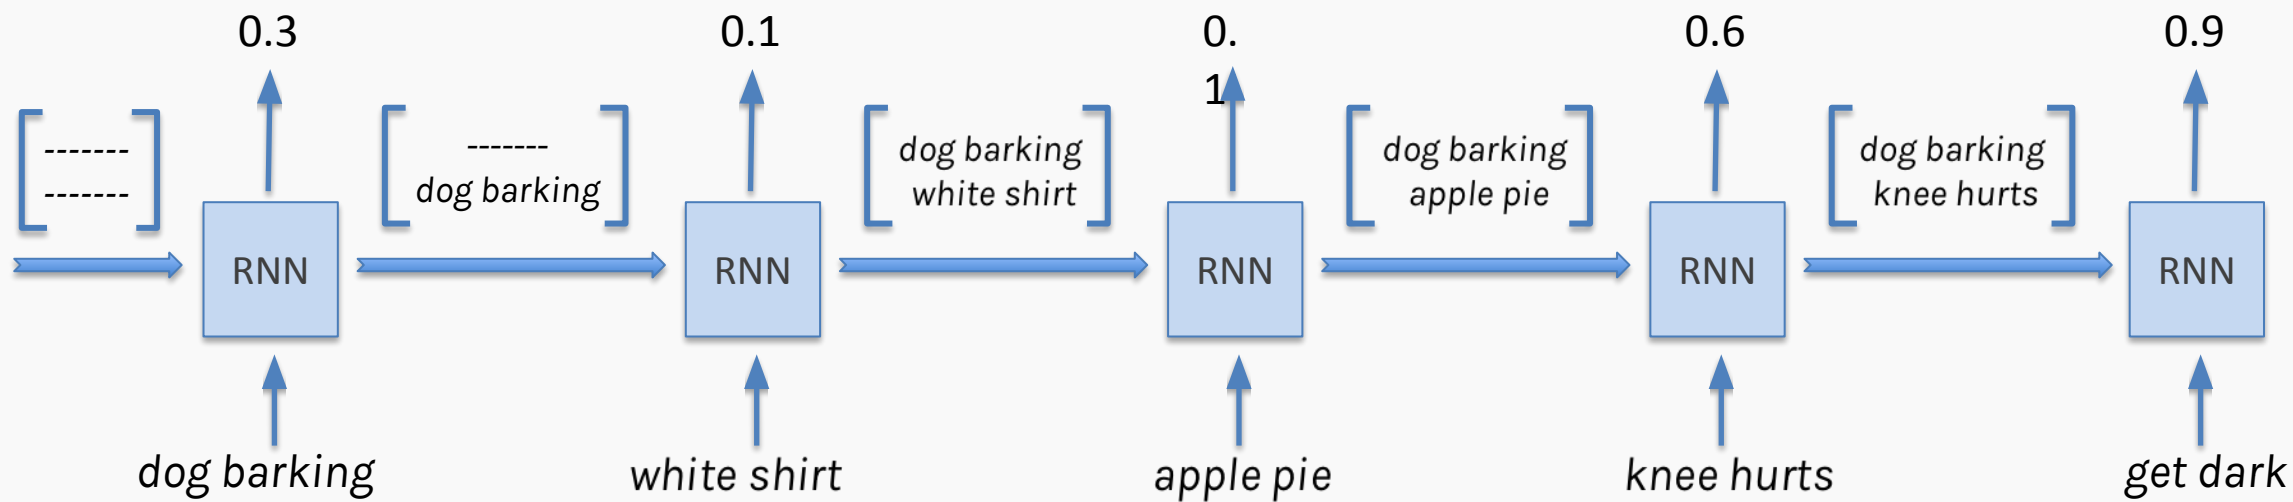 0.3
0.1
0.
1
0.6
0.9
-------
-------
-------
dog barking
dog barking
white shirt
dog barking
apple pie
dog barking
knee hurts
RNN
RNN
RNN
RNN
RNN
dog barking
white shirt
apple pie
knee hurts
get dark